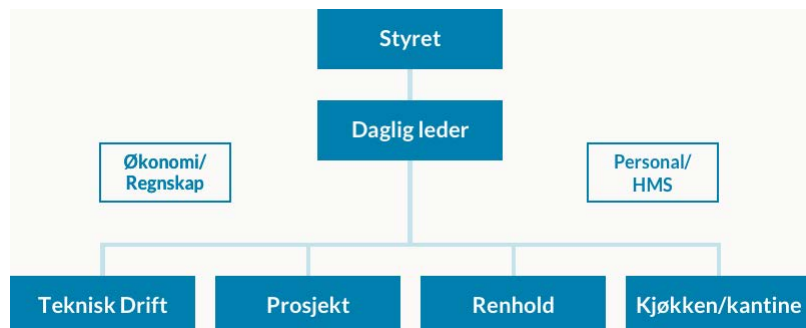 Styret
Daglig leder
Økonomi/
Regnskap
Personal/
HMS
Teknisk Drift
Prosjekt
Renhold
Kjøkken/kantine